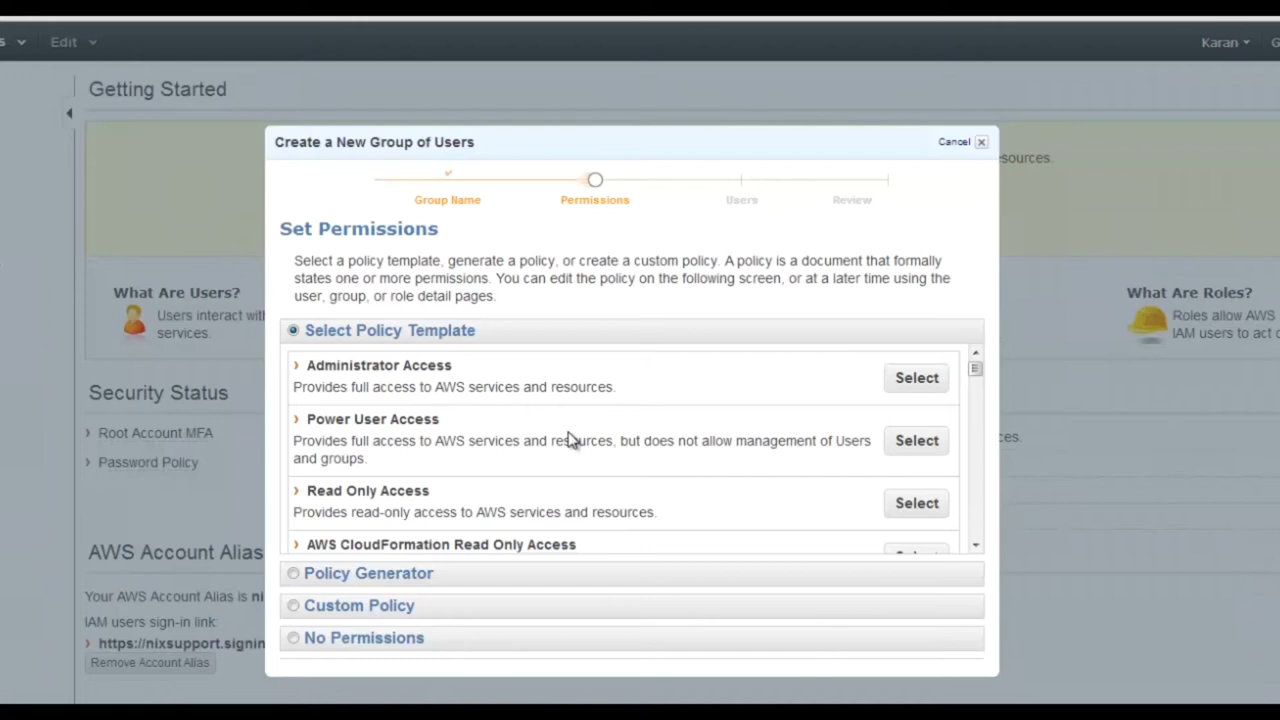 s Edit Karan G
Getting Started
Create a New Group of Users Cancel
sources.
Group Name Permissions Users Review
Set Permissions
Select a policy template, generate a policy, or create a custom policy. A policy is a document that formally
states one or more permissions. You can edit the policy on the following screen, or at a later time using the
user, group, or role detail pages.
What Are Users?
Users interact wit
services.
What Are Roles?
Roles allow AWS
IAM users to act o
Select Policy Template
Administrator Access
Provides full access to AWS services and resources.
Select
Power User Access
Provides full access to AWS services and resources, but does not allow management of Users
and groups.
Select
Read Only Access
Provides read-only access to AWS services and resources.
Select
AWS CloudFormation Read Only Access
Policy Generator
Custom Policy
No Permissions
Security Status
Root Account MFA
Password Policy
ces.
AWS Account Alias
Your AWS Account Alias is ni
IAM users sign-in link:
https://nixsupport.signin
Remove Account Alias